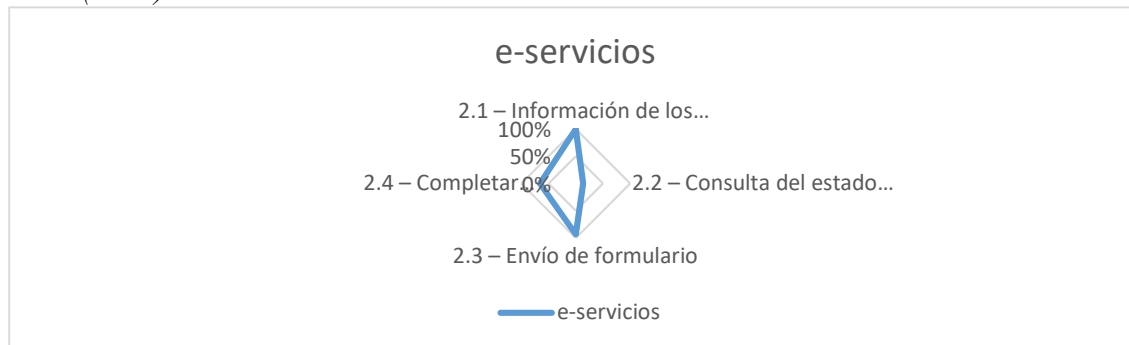 e-servicios
2.1 – Información de los...
100%
50%
2.4 – Completar...
0%
2.2 – Consulta del estado...
2.3 – Envío de formulario
e-servicios